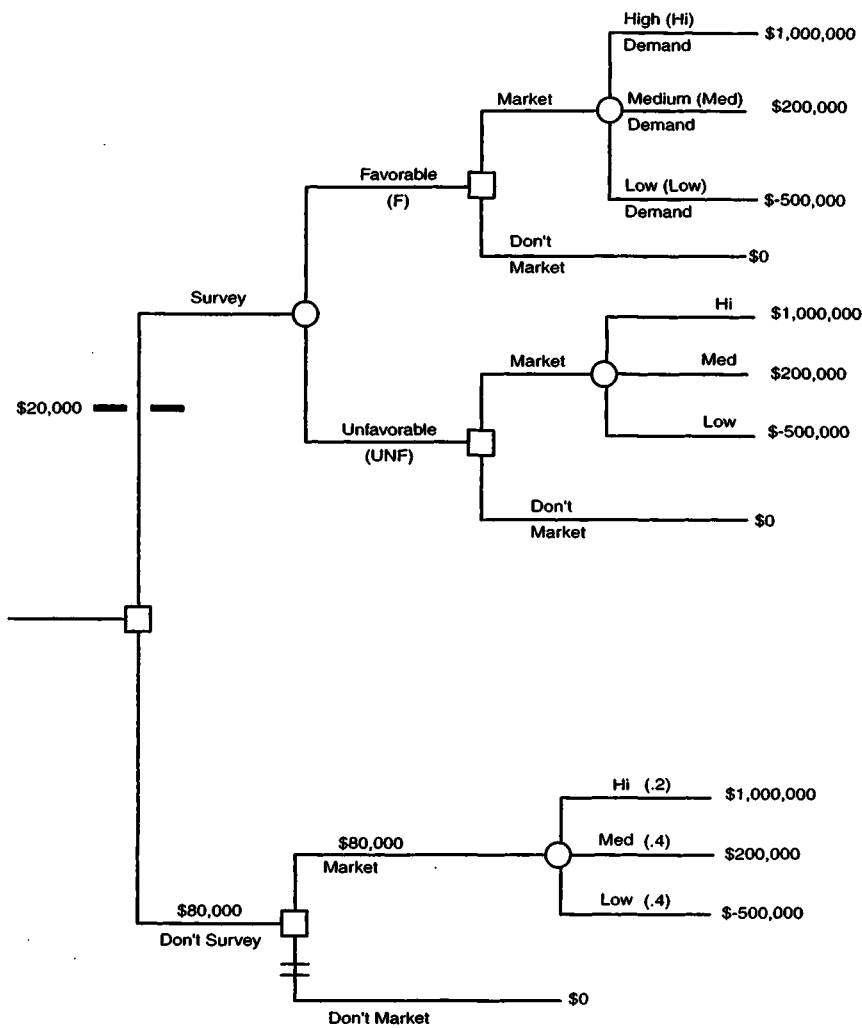 High (Hi)
Demand
$1,000,000
Market
Medium (Med)
Demand
$200,000
Favorable
(F)
Low (Low)
Demand
$-500,000
Don't
Market
$0
Survey
Hi
$1,000,000
Market
Med
$200,000
$20,000
Unfavorable
(UNF)
Low
$-500,000
Don't
Market
$0
Hi (.2)
$1,000,000
$80,000
Market
Med (.4)
$200,000
$80,000
Don't Survey
Low (.4)
$-500,000
$0
Don't Market